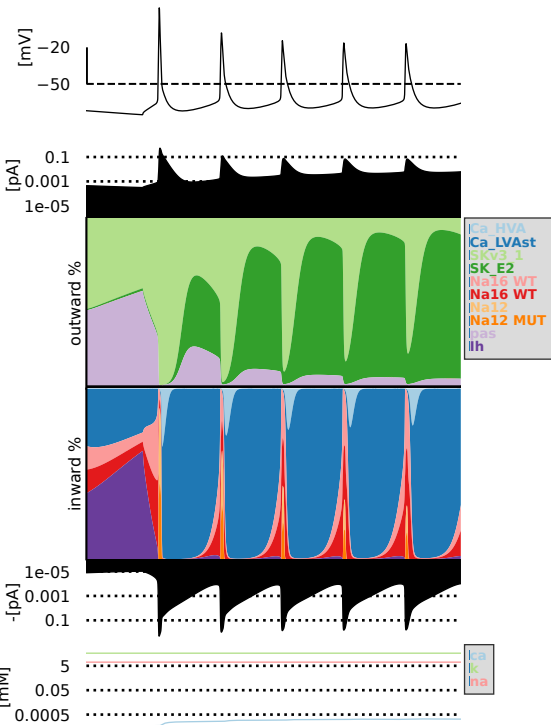 [mV]
−20
−50
[pA]
0.1
0.001
1e-05
outward %
Ca_HVA
Ca_LVAst
SKv3_1
SK_E2
Na16 WT
Na16 WT
Na12
Na12 MUT
pas
Ih
inward %
-[pA]
1e-05
0.001
0.1
[mM]
5
0.05
0.0005
ca
k
na